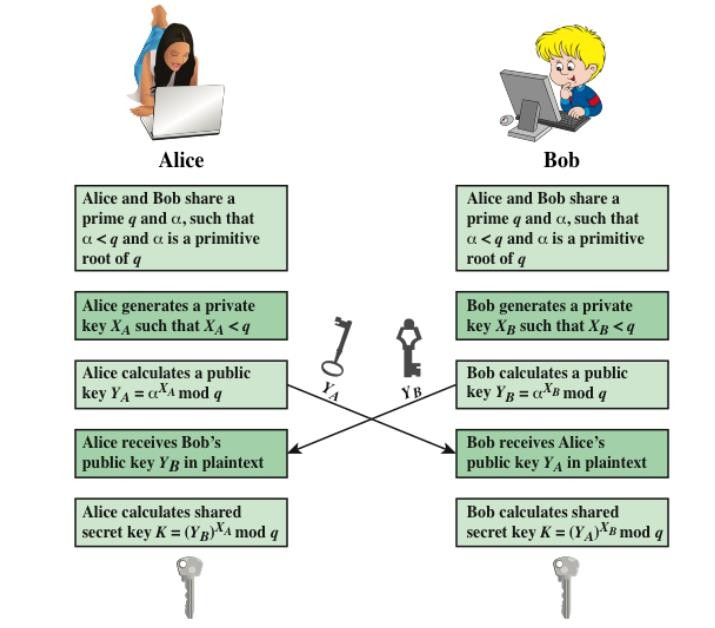 Alice
Bob
Alice and Bob share a
prime q and α, such that
α < q and α is a primitive
root of q
Alice and Bob share a
prime q and α, such that
α < q and α is a primitive
root of q
Alice generates a private
key X_A such that X_A < q
Bob generates a private
key X_B such that X_B < q
Alice calculates a public
key Y_A = α^X_A mod q
Y_A
Y_B
Bob calculates a public
key Y_B = α^X_B mod q
Alice receives Bob’s
public key Y_B in plaintext
Bob receives Alice’s
public key Y_A in plaintext
Alice calculates shared
secret key K = (Y_B)^X_A mod q
Bob calculates shared
secret key K = (Y_A)^X_B mod q